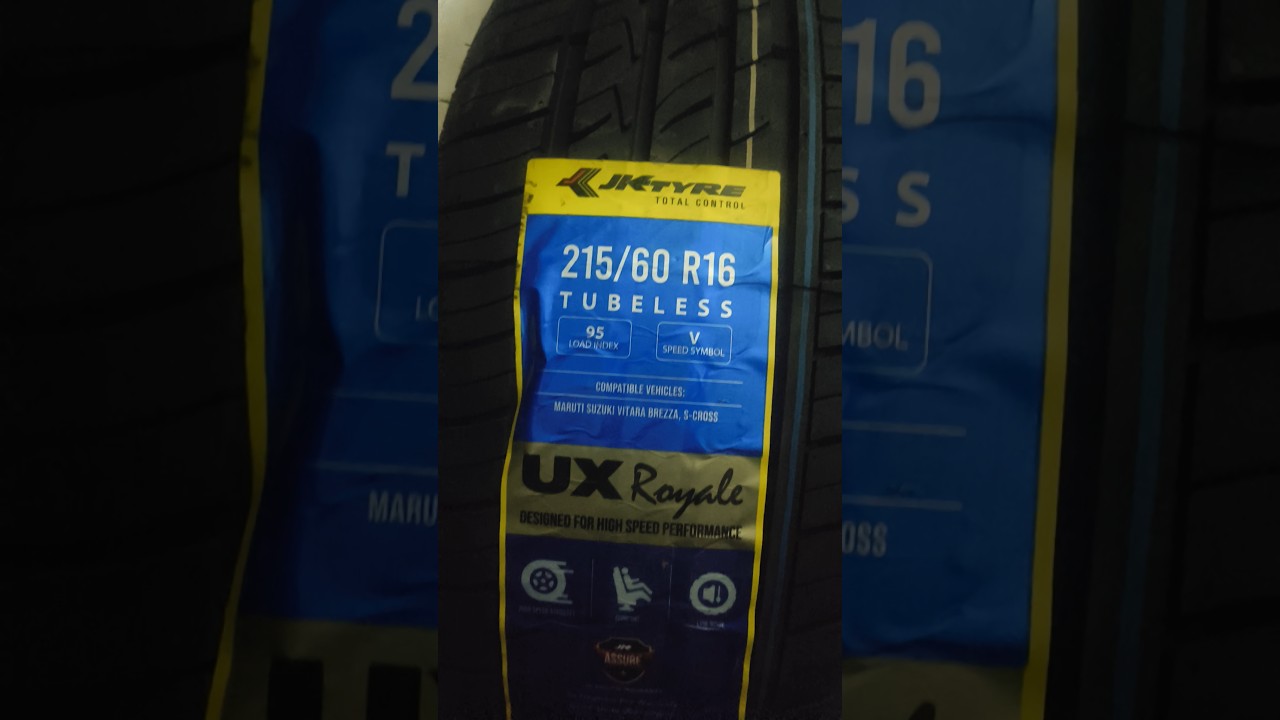 JKTYRE
TOTAL CONTROL
215/60 R16
TUBELESS
95
LOAD INDEX
V
SPEED SYMBOL
COMPATIBLE VEHICLES:
MARUTI SUZUKI VITARA BREZZA, S-CROSS
UX Royale
DESIGNED FOR HIGH SPEED PERFORMANCE
COMFORT
ASSURE